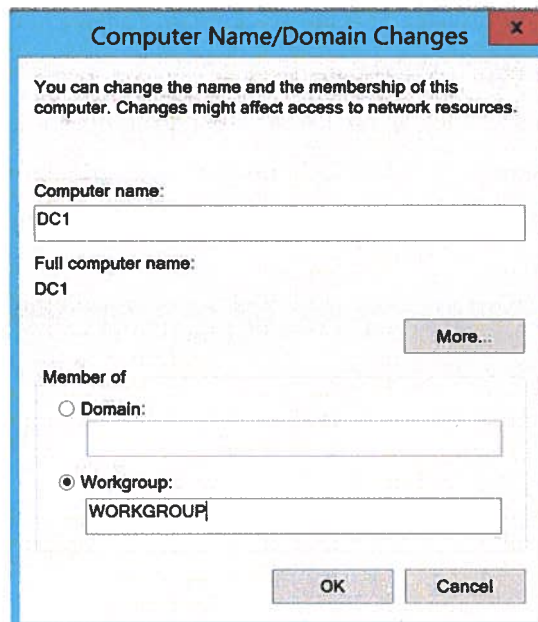 Computer Name/Domain Changes
x
You can change the name and the membership of this
computer. Changes might affect access to network resources.
Computer name:
DC1
Full computer name:
DC1
More...
Member of
Domain:
Workgroup:
WORKGROUP
OK
Cancel